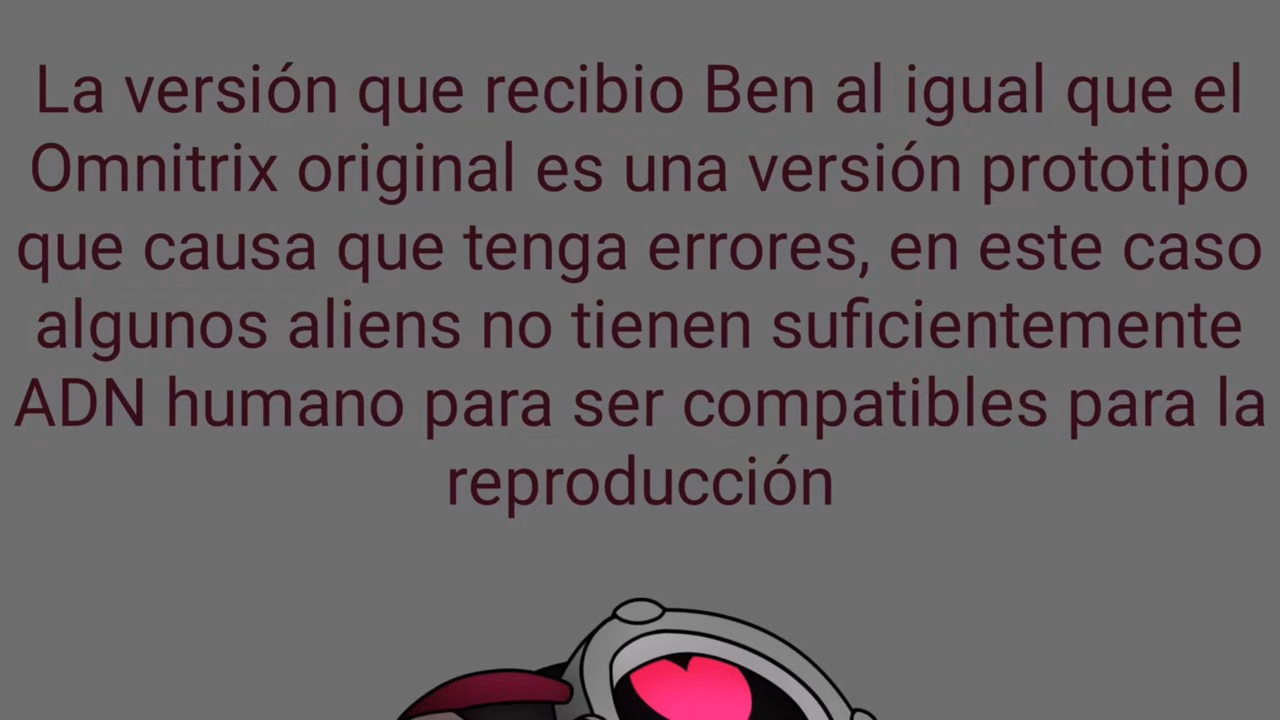 La versión que recibio Ben al igual que el
Omnitrix original es una versión prototipo
que causa que tenga errores, en este caso
algunos aliens no tienen suficientemente
ADN humano para ser compatibles para la
reproducción